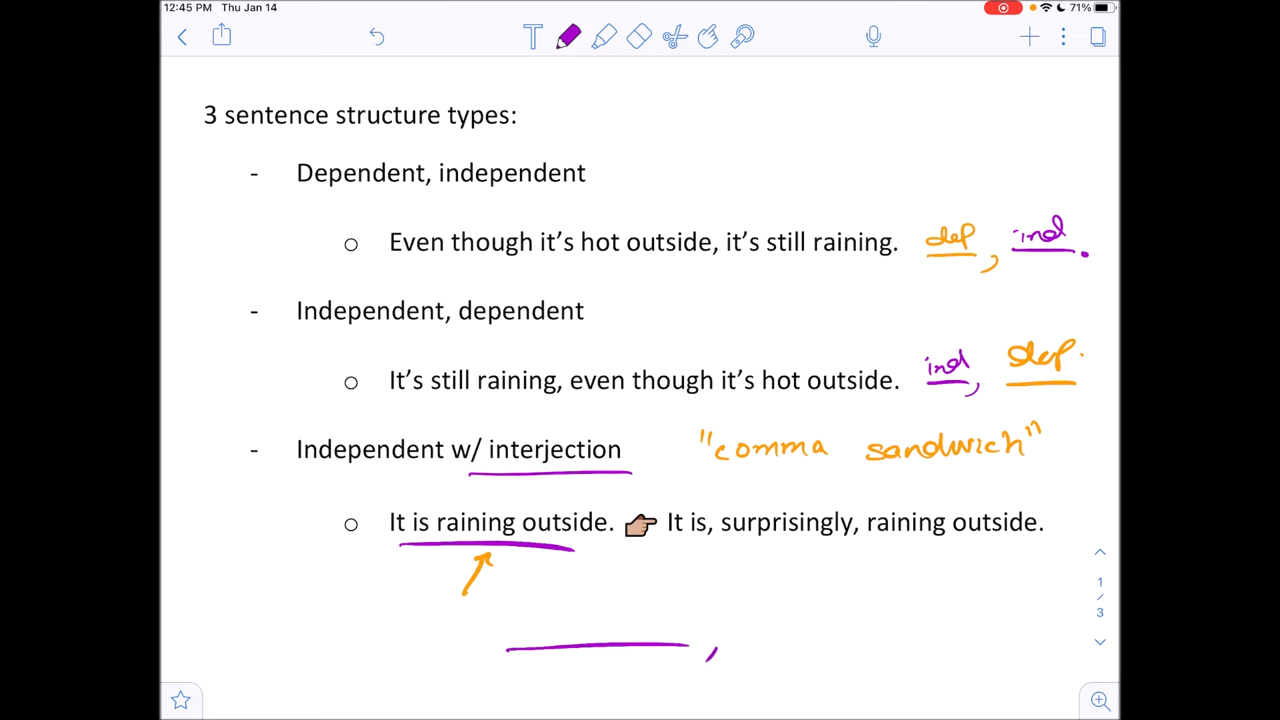 12:45 PM Thu Jan 14 71%
3 sentence structure types:
- Dependent, independent
o Even though it’s hot outside, it’s still raining. def, ind.
- Independent, dependent
o It’s still raining, even though it’s hot outside. ind, def.
- Independent w/ interjection "comma sandwich"
o It is raining outside. 👉🏽 It is, surprisingly, raining outside.
1
/
3
,